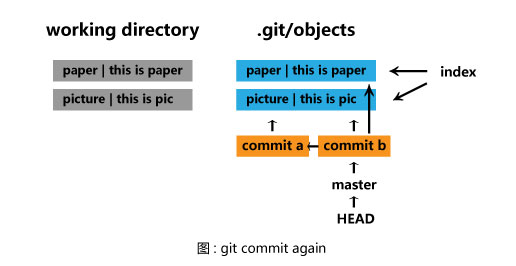 working directory
.git/objects
paper | this is paper
picture | this is pic
paper | this is paper
picture | this is pic
index
commit a
commit b
master
HEAD
图 : git commit again